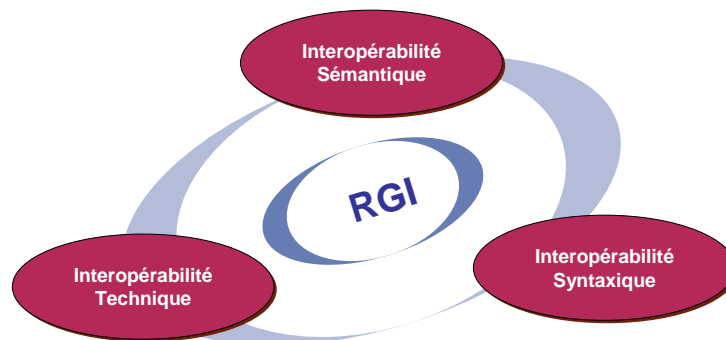 Interopérabilité
Sémantique
RGI
Interopérabilité
Technique
Interopérabilité
Syntaxique